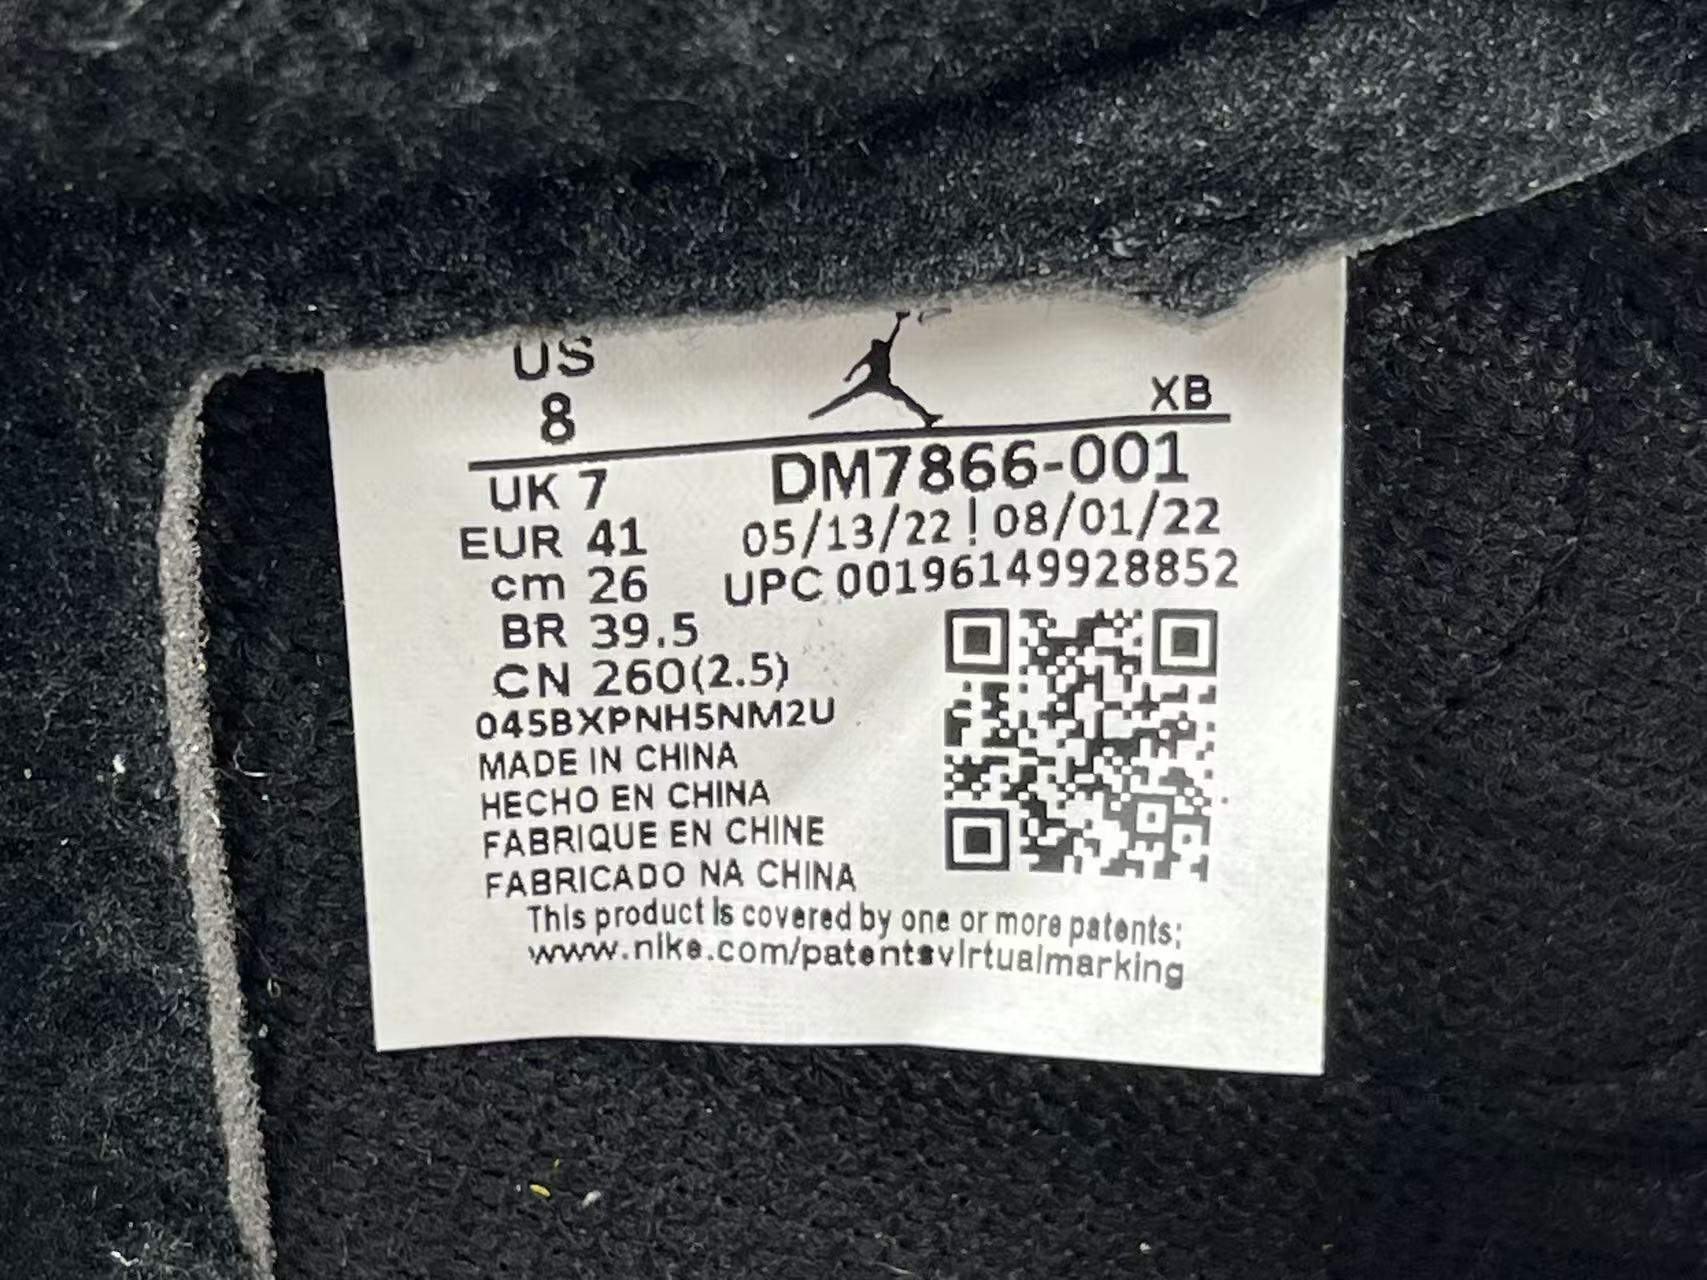 US
8
XB
UK 7
DM7866-001
EUR 41
05/13/22 ! 08/01/22
cm 26
UPC 00196149928852
BR 39.5
CN 260(2.5)
045BXPNH5NM2U
MADE IN CHINA
HECHO EN CHINA
FABRIQUE EN CHINE
FABRICADO NA CHINA
This product is covered by one or more patents:
www.nike.com/patentsvirtualmarking